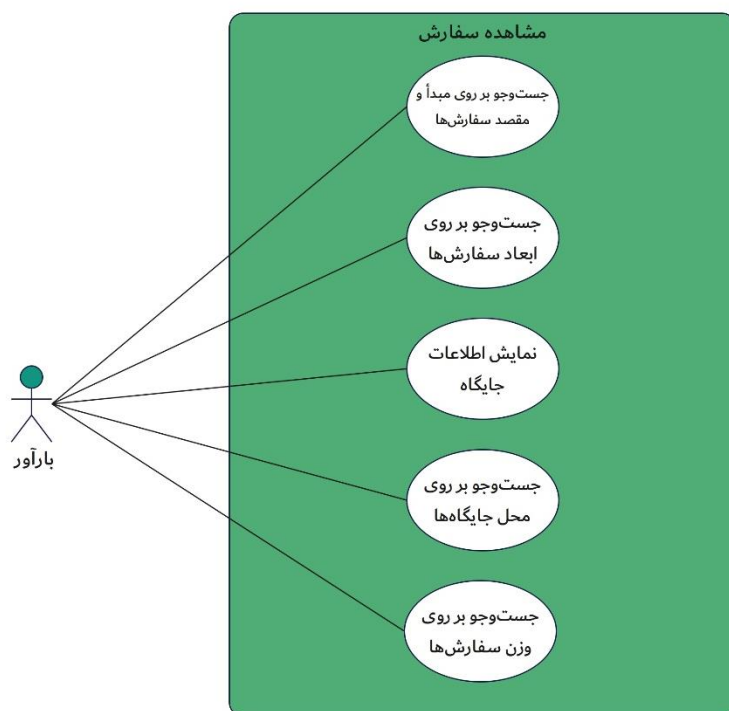 مشاهده سفارش
جست‌وجو بر روی مبدأ و
مقصد سفارش‌ها
جست‌وجو بر روی
ابعاد سفارش‌ها
نمایش اطلاعات
جایگاه
بارآور
جست‌وجو بر روی
محل جایگاه‌ها
جست‌وجو بر روی
وزن سفارش‌ها